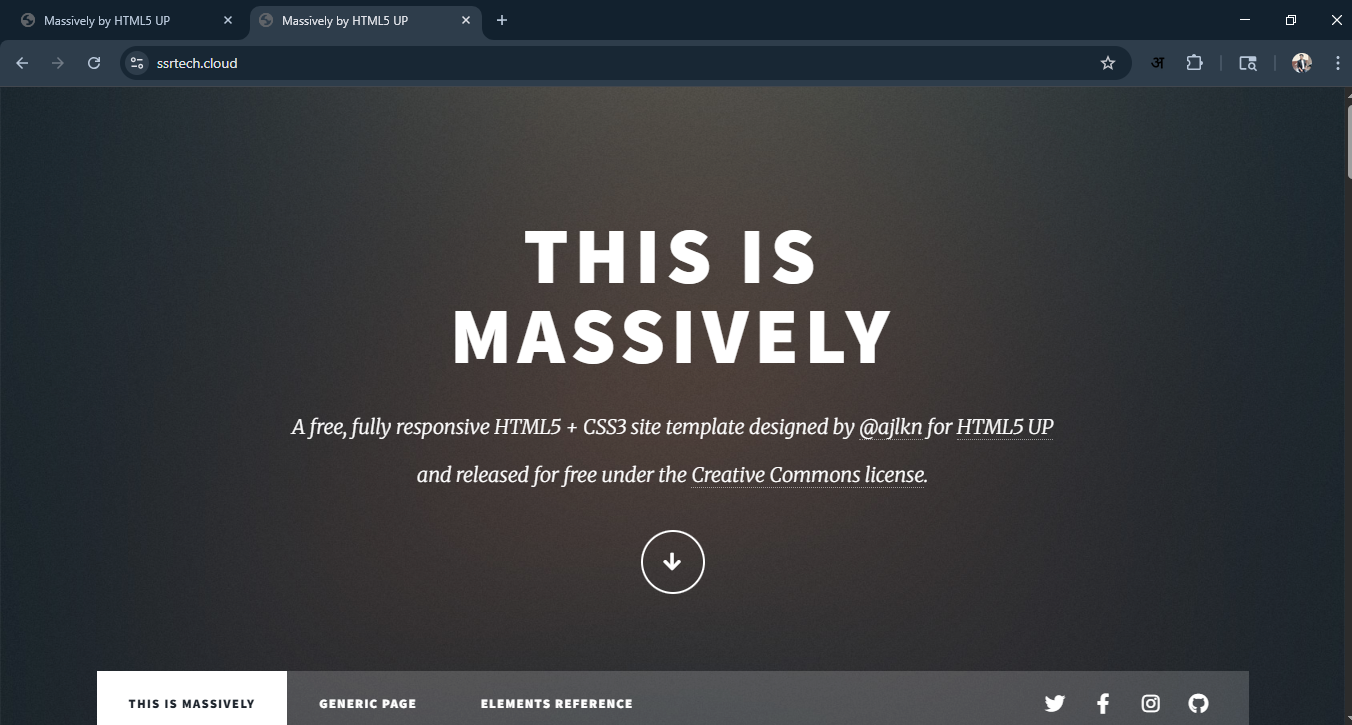 Massively by HTML5 UP
Massively by HTML5 UP
ssrtech.cloud
अ
THIS IS
MASSIVELY
A free, fully responsive HTML5 + CSS3 site template designed by @ajlkn for HTML5 UP
and released for free under the Creative Commons license.
THIS IS MASSIVELY GENERIC PAGE ELEMENTS REFERENCE